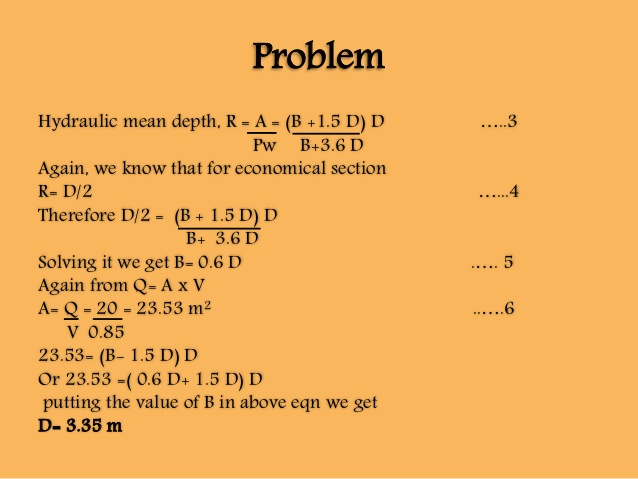 Problem
Hydraulic mean depth, R = A = (B +1.5 D) D …..3
Pw B+3.6 D
Again, we know that for economical section
R= D/2 …...4
Therefore D/2 = (B + 1.5 D) D
B+ 3.6 D
Solving it we get B= 0.6 D ..… 5
Again from Q= A x V
A= Q = 20 = 23.53 m² ..….6
V 0.85
23.53= (B- 1.5 D) D
Or 23.53 =( 0.6 D+ 1.5 D) D
putting the value of B in above eqn we get
D= 3.35 m